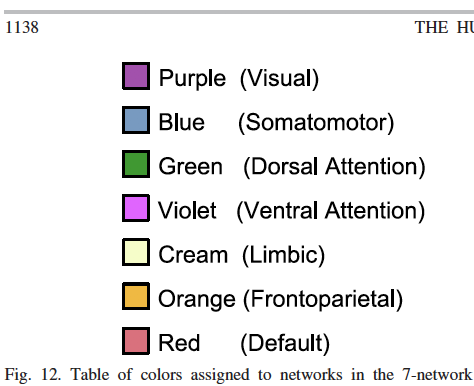 1138 THE HU
Purple (Visual)
Blue (Somatomotor)
Green (Dorsal Attention)
Violet (Ventral Attention)
Cream (Limbic)
Orange (Frontoparietal)
Red (Default)
Fig. 12. Table of colors assigned to networks in the 7-network